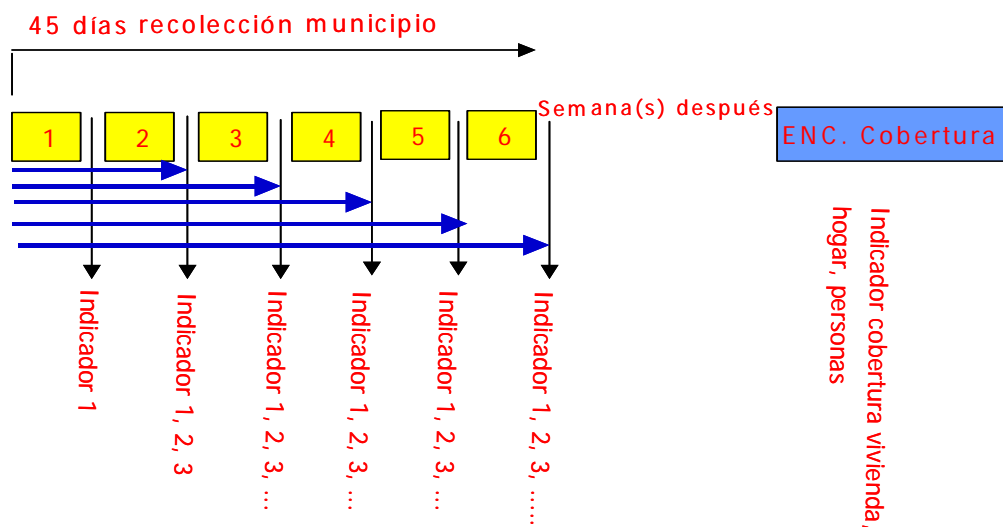 45 días recolección municipio
1
2
3
4
5
6
Semana(s) después
ENC. Cobertura
Indicador 1
Indicador 1, 2, 3
Indicador 1, 2, 3, ....
Indicador 1, 2, 3, ....
Indicador 1, 2, 3, ....
Indicador 1, 2, 3, ......
Indicador cobertura vivienda,
hogar, personas